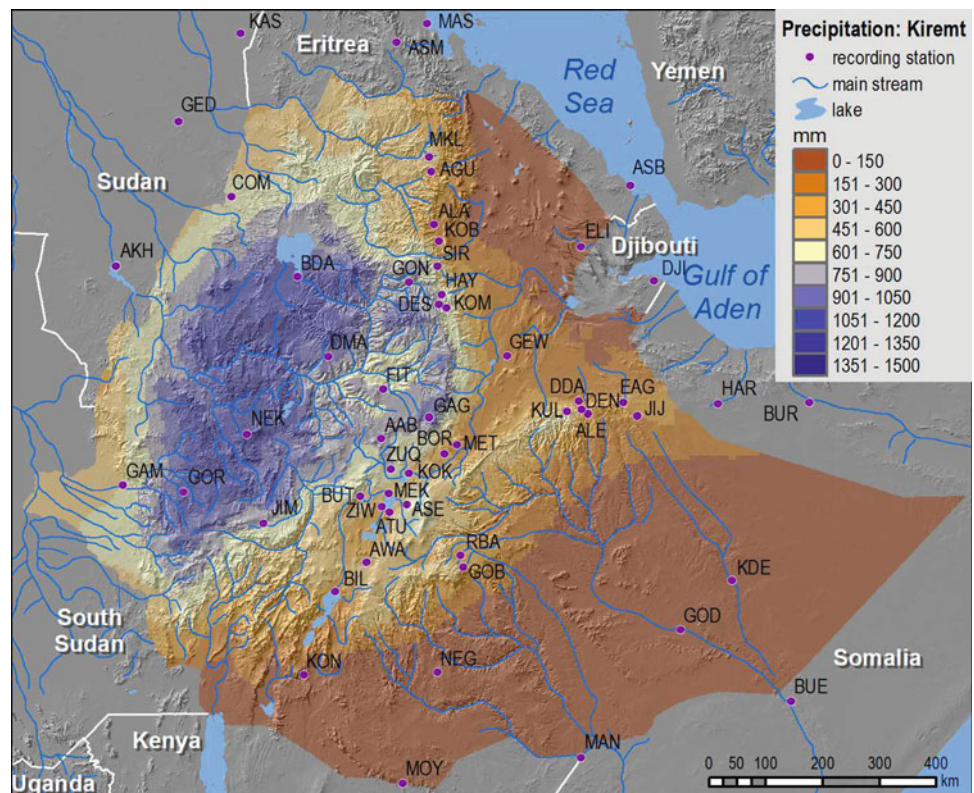 KAS
MAS
ASM
Eritrea
Red
Sea
Yemen
Precipitation: Kiremt
recording station
main stream
lake
mm
0 - 150
151 - 300
301 - 450
451 - 600
601 - 750
751 - 900
901 - 1050
1051 - 1200
1201 - 1350
1351 - 1500
GED
MKL
AGU
Sudan
COM
ASB
ALA
KOB
ELI
Djibouti
SIR
AKH
BDA
GON
HAY
DJI
Gulf of
Aden
DES
KOM
DMA
GEW
FIT
DDA
DEN
EAG
HAR
BUR
KUL
JIJ
ALE
GAG
NEK
AAB
BOR
MET
ZUQ
KOK
GAM
GOR
BUT
MEK
ZIW
ASE
ATU
JIM
AWA
RBA
GOB
BIL
KDE
South
Sudan
GOD
Somalia
KON
NEG
BUE
Kenya
MAN
MOY
Uganda
0 50 100 200 300 400
km